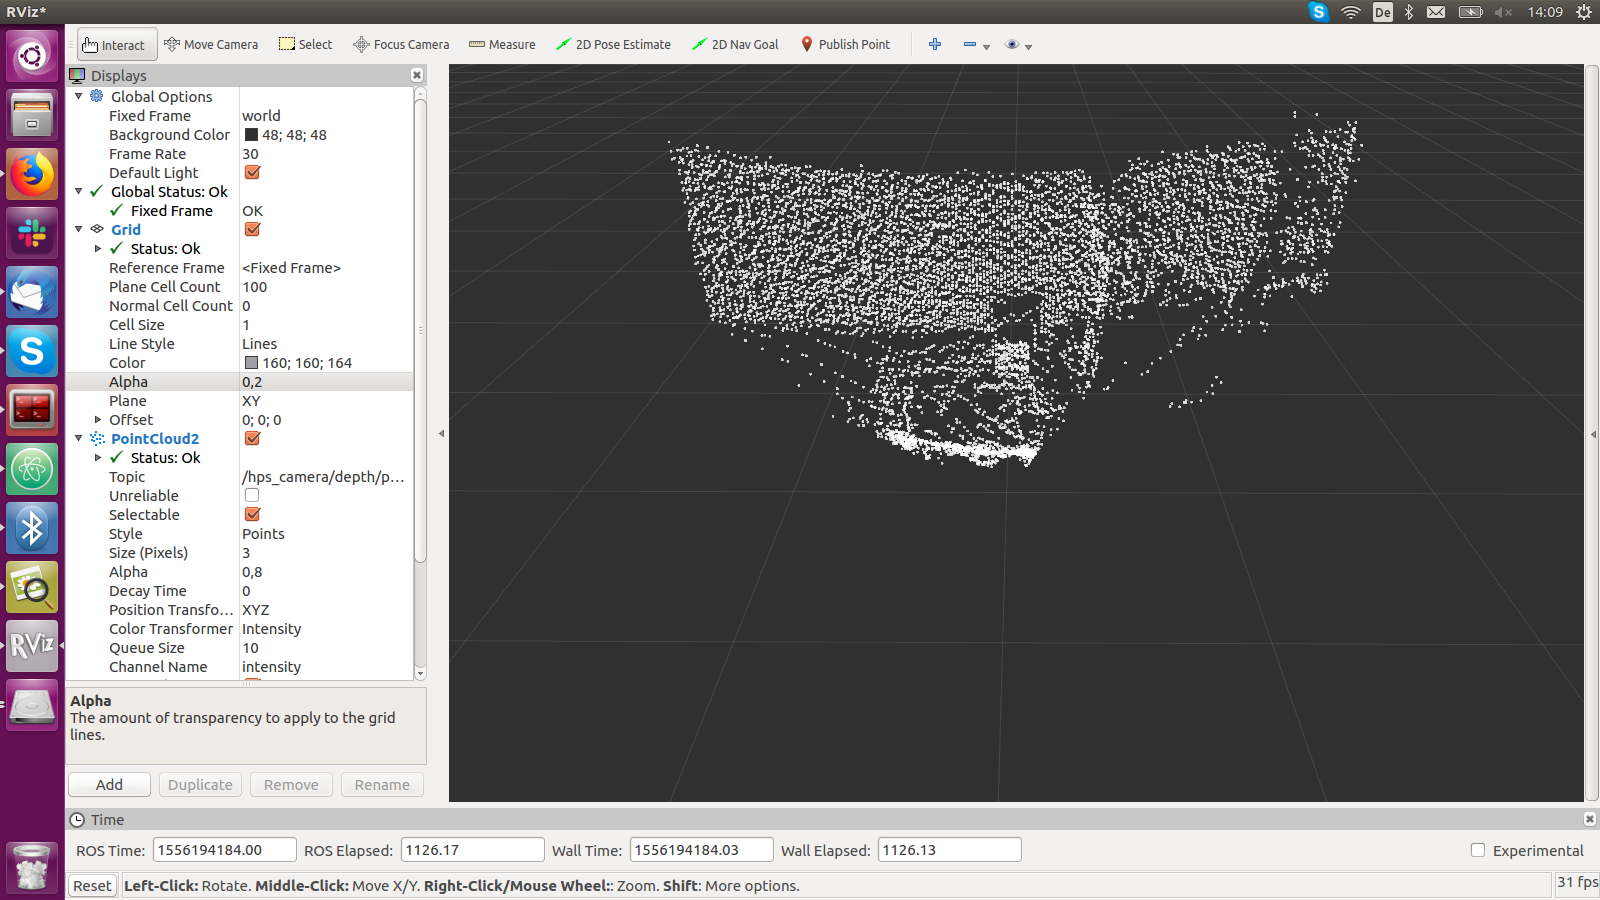 RViz*
De
14:09
Interact
Move Camera
Select
Focus Camera
Measure
2D Pose Estimate
2D Nav Goal
Publish Point
Displays
Global Options
Fixed Frame world
Background Color 48; 48; 48
Frame Rate 30
Default Light
Global Status: Ok
Fixed Frame OK
Grid
Status: Ok
Reference Frame <Fixed Frame>
Plane Cell Count 100
Normal Cell Count 0
Cell Size 1
Line Style Lines
Color 160; 160; 164
Alpha 0,2
Plane XY
Offset 0; 0; 0
PointCloud2
Status: Ok
Topic /hps_camera/depth/p...
Unreliable
Selectable
Style Points
Size (Pixels) 3
Alpha 0,8
Decay Time 0
Position Transfo... XYZ
Color Transformer Intensity
Queue Size 10
Channel Name intensity
Alpha
The amount of transparency to apply to the grid
lines.
Add Duplicate Remove Rename
S
RViz
Time
ROS Time: 1556194184.00 ROS Elapsed: 1126.17 Wall Time: 1556194184.03 Wall Elapsed: 1126.13 Experimental
Reset Left-Click: Rotate. Middle-Click: Move X/Y. Right-Click/Mouse Wheel:: Zoom. Shift: More options. 31 fps